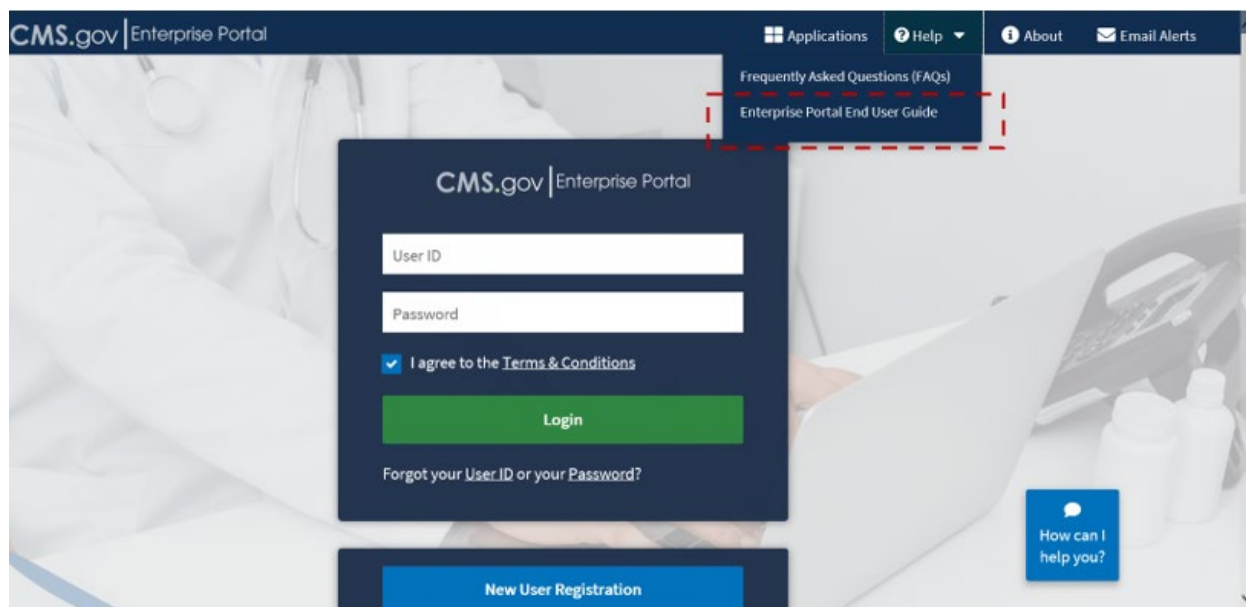 CMS.gov Enterprise Portal
Applications
Help
About
Email Alerts
Frequently Asked Questions (FAQs)
Enterprise Portal End User Guide
CMS.gov Enterprise Portal
User ID
Password
I agree to the Terms & Conditions
Login
Forgot your User ID or your Password?
How can I
help you?
New User Registration